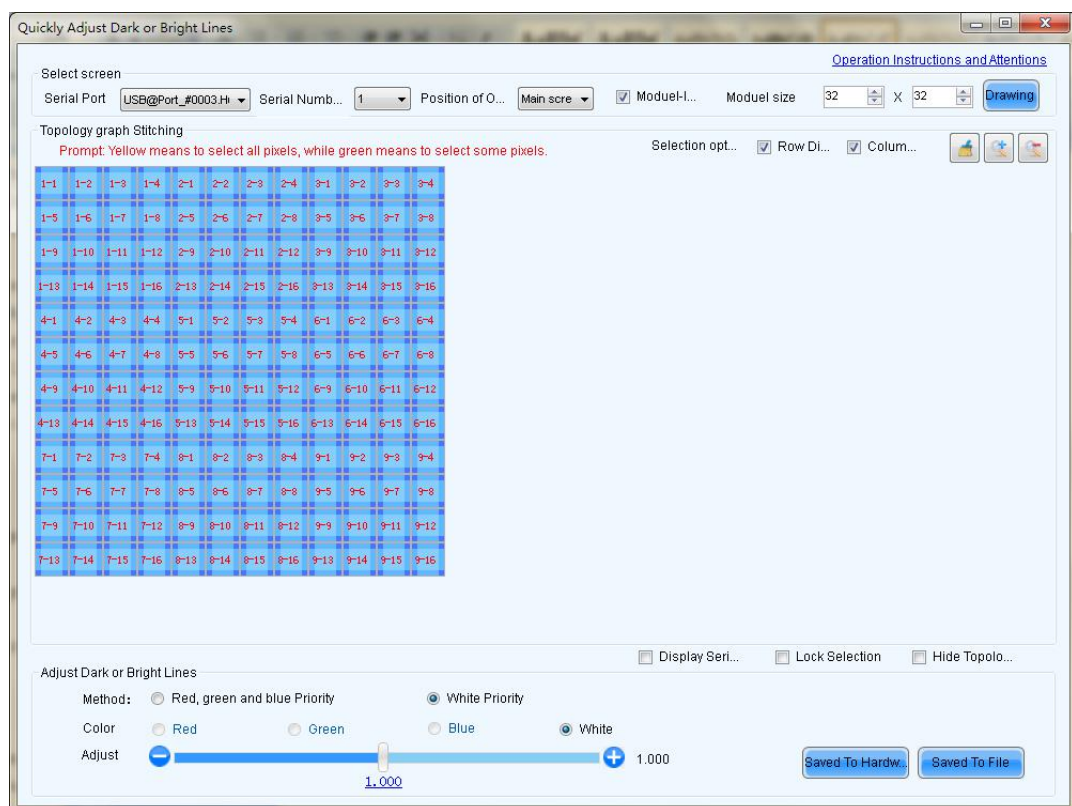 Quickly Adjust Dark or Bright Lines
Operation Instructions and Attentions
Select screen
Serial Port USB@Port_#0003.Hu Serial Numb... 1 Position of O... Main scre Moduel-I... Moduel size 32 X 32 Drawing
Topology graph Stitching
Prompt: Yellow means to select all pixels, while green means to select some pixels. Selection opt... Row Di... Colum...
1-1 1-2 1-3 1-4 2-1 2-2 2-3 2-4 3-1 3-2 3-3 3-4
1-5 1-6 1-7 1-8 2-5 2-6 2-7 2-8 3-5 3-6 3-7 3-8
1-9 1-10 1-11 1-12 2-9 2-10 2-11 2-12 3-9 3-10 3-11 3-12
1-13 1-14 1-15 1-16 2-13 2-14 2-15 2-16 3-13 3-14 3-15 3-16
4-1 4-2 4-3 4-4 5-1 5-2 5-3 5-4 6-1 6-2 6-3 6-4
4-5 4-6 4-7 4-8 5-5 5-6 5-7 5-8 6-5 6-6 6-7 6-8
4-9 4-10 4-11 4-12 5-9 5-10 5-11 5-12 6-9 6-10 6-11 6-12
4-13 4-14 4-15 4-16 5-13 5-14 5-15 5-16 6-13 6-14 6-15 6-16
7-1 7-2 7-3 7-4 8-1 8-2 8-3 8-4 9-1 9-2 9-3 9-4
7-5 7-6 7-7 7-8 8-5 8-6 8-7 8-8 9-5 9-6 9-7 9-8
7-9 7-10 7-11 7-12 8-9 8-10 8-11 8-12 9-9 9-10 9-11 9-12
7-13 7-14 7-15 7-16 8-13 8-14 8-15 8-16 9-13 9-14 9-15 9-16
Display Seri... Lock Selection Hide Topolo...
Adjust Dark or Bright Lines
Method: Red, green and blue Priority White Priority
Color Red Green Blue White
Adjust 1.000
1.000
Saved To Hardw... Saved To File